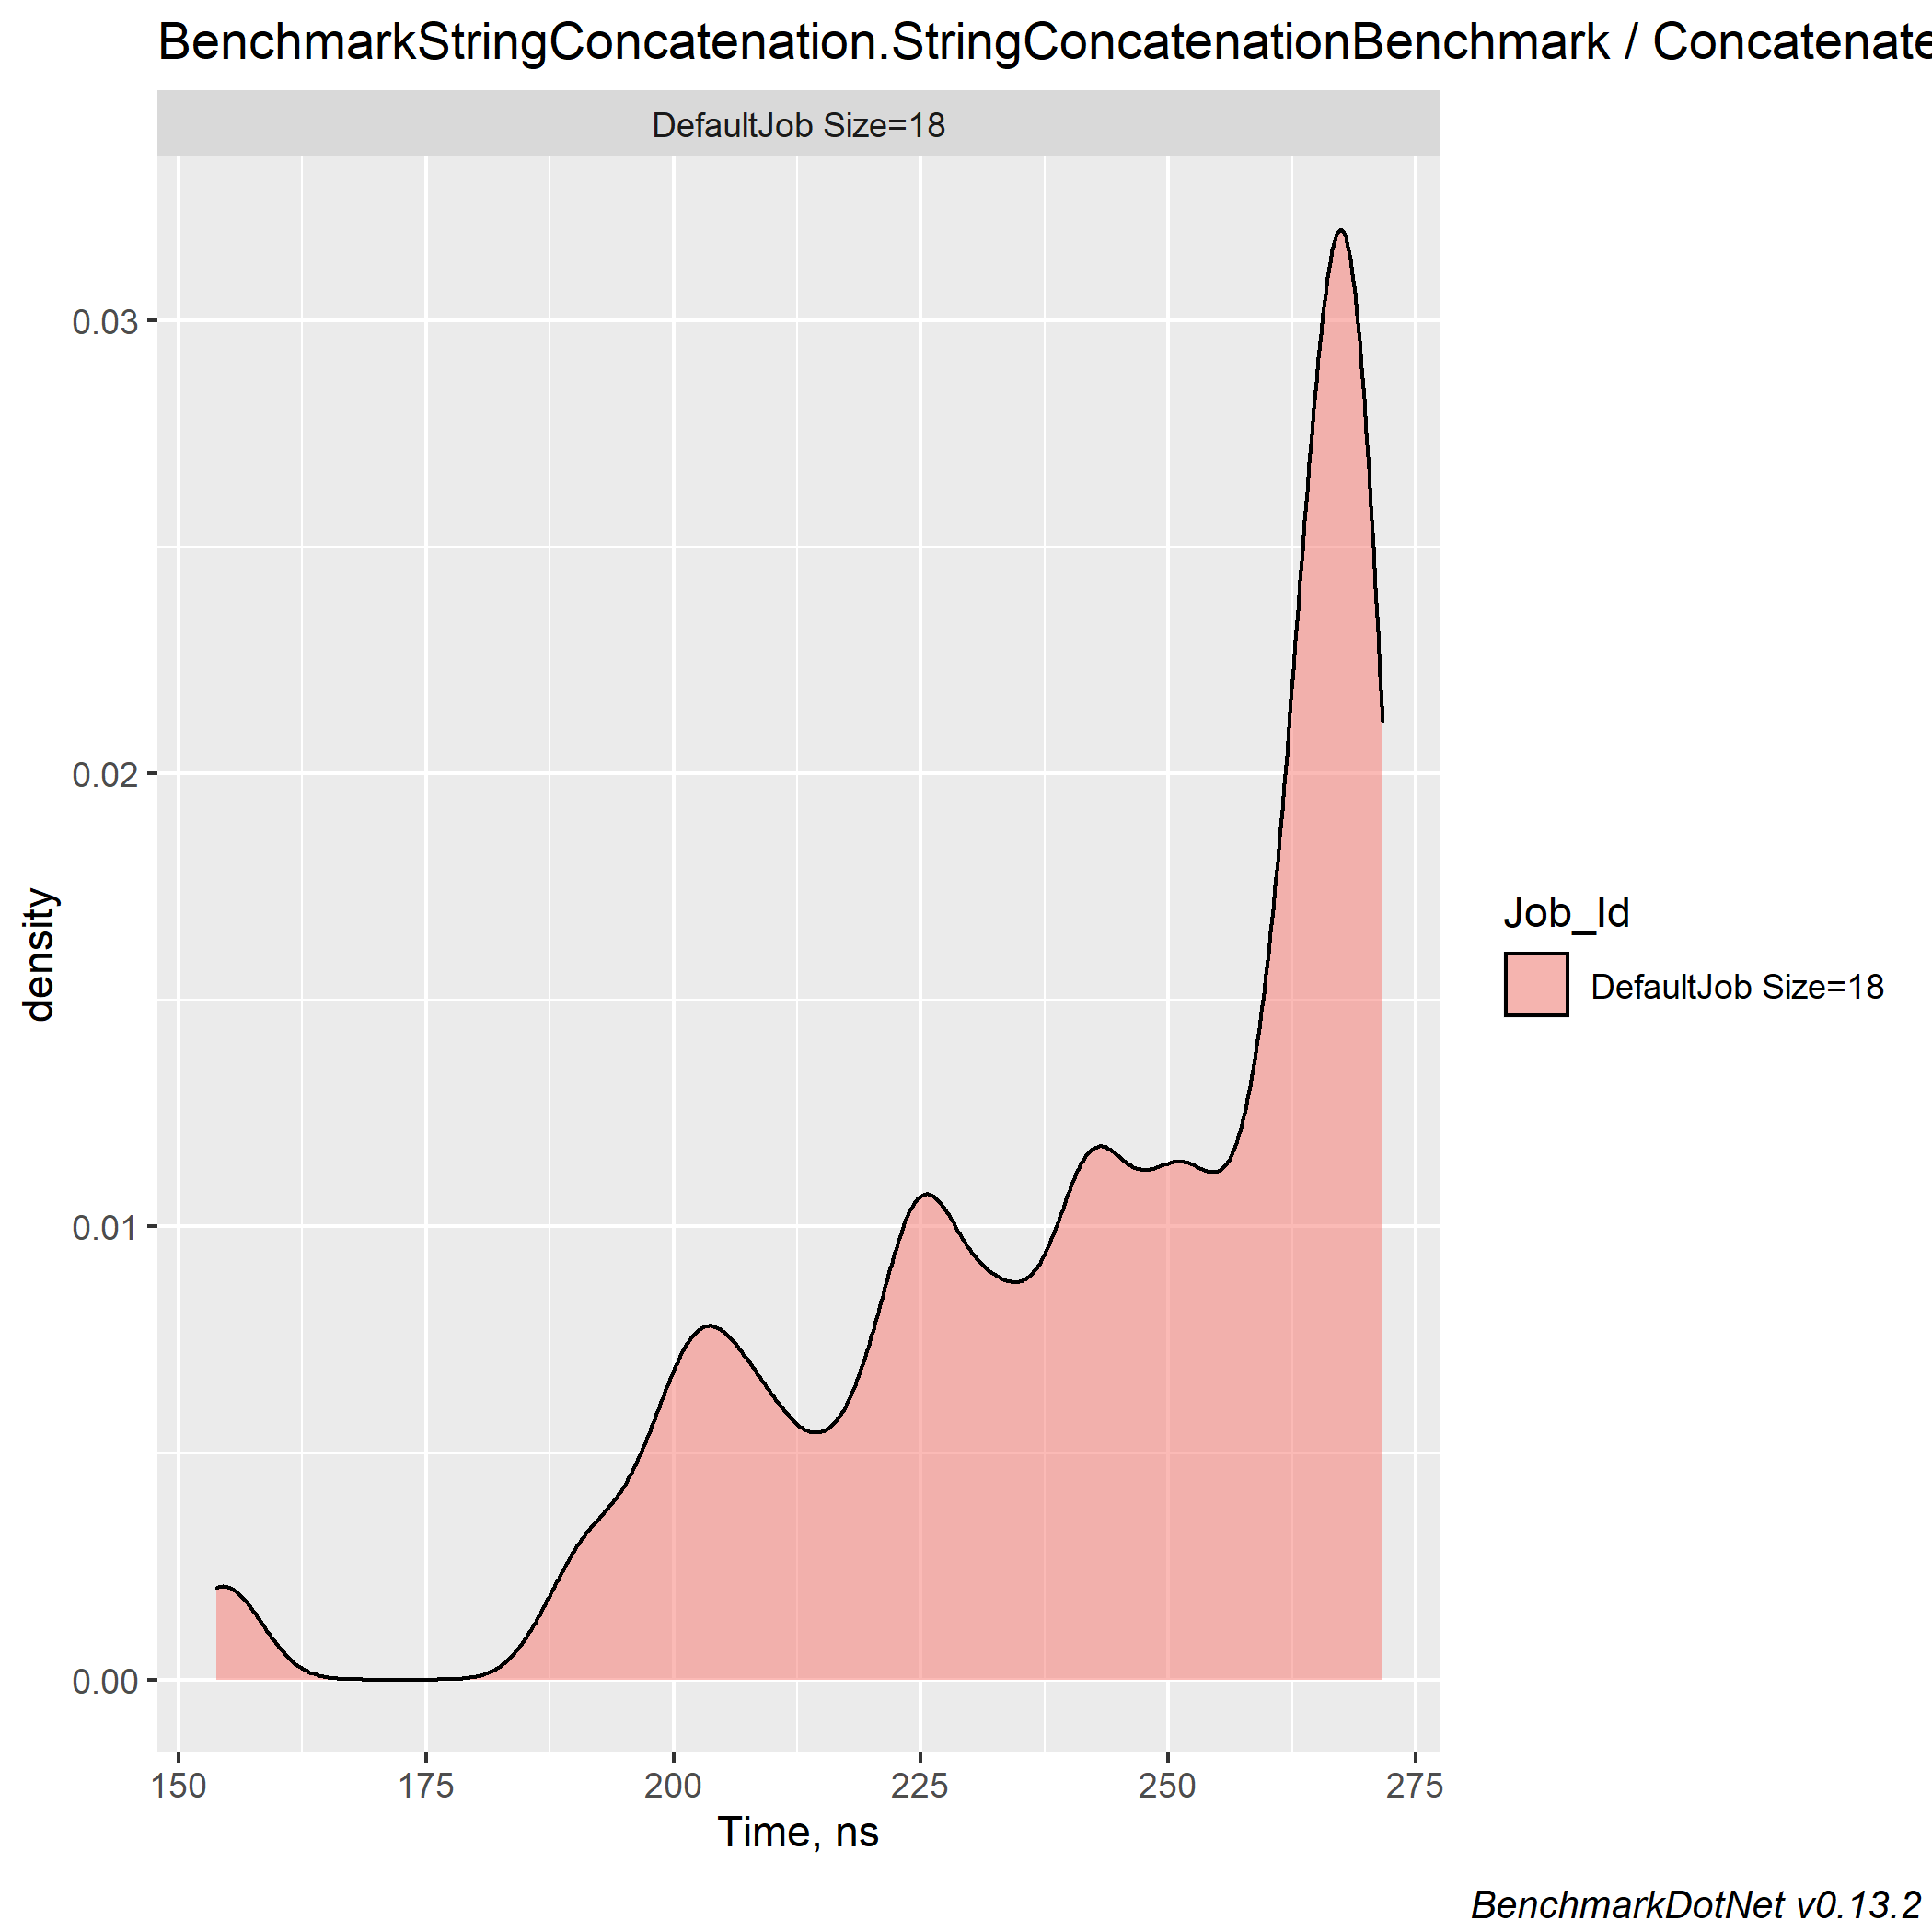 BenchmarkStringConcatenation.StringConcatenationBenchmark / Concatenate
DefaultJob Size=18
0.03
0.02
0.01
0.00
density
150 175 200 225 250 275
Time, ns
Job_Id
DefaultJob Size=18
BenchmarkDotNet v0.13.2